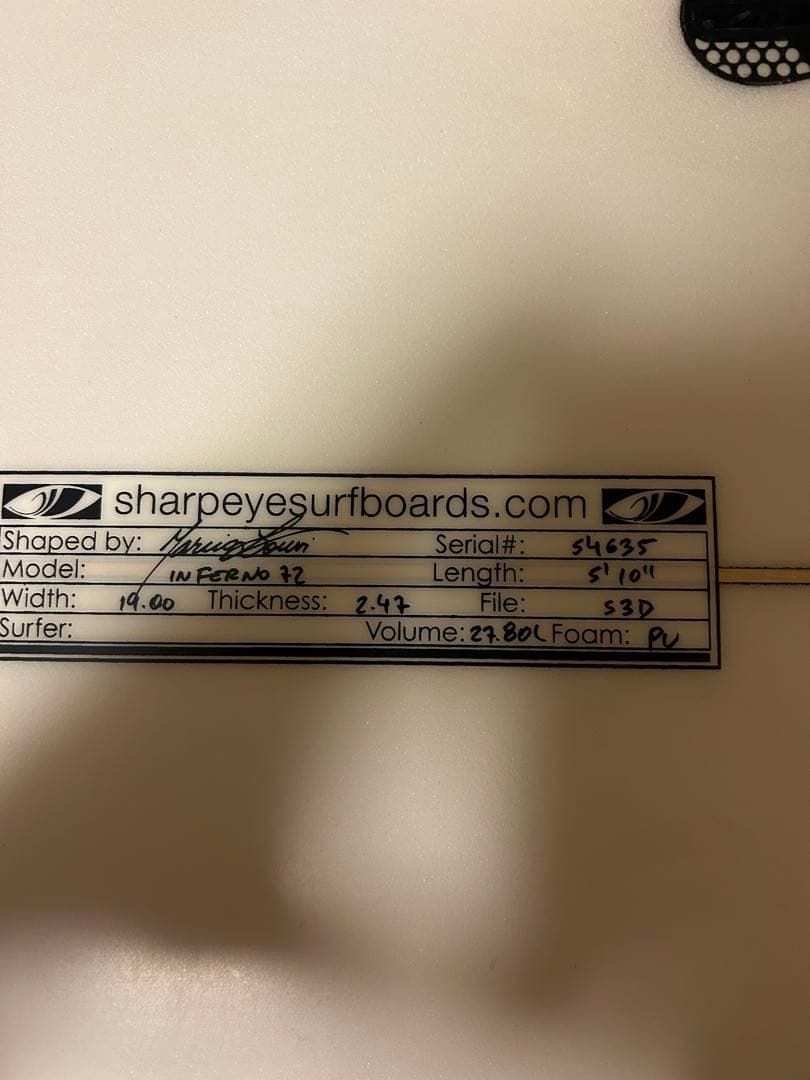 sharpeyesurfboards.com
Shaped by: Serial#: 54635
Model: INFERNO 72 Length: 5'10"
Width: 19.00 Thickness: 2.47 File: S3D
Surfer: Volume: 27.80L Foam: PU